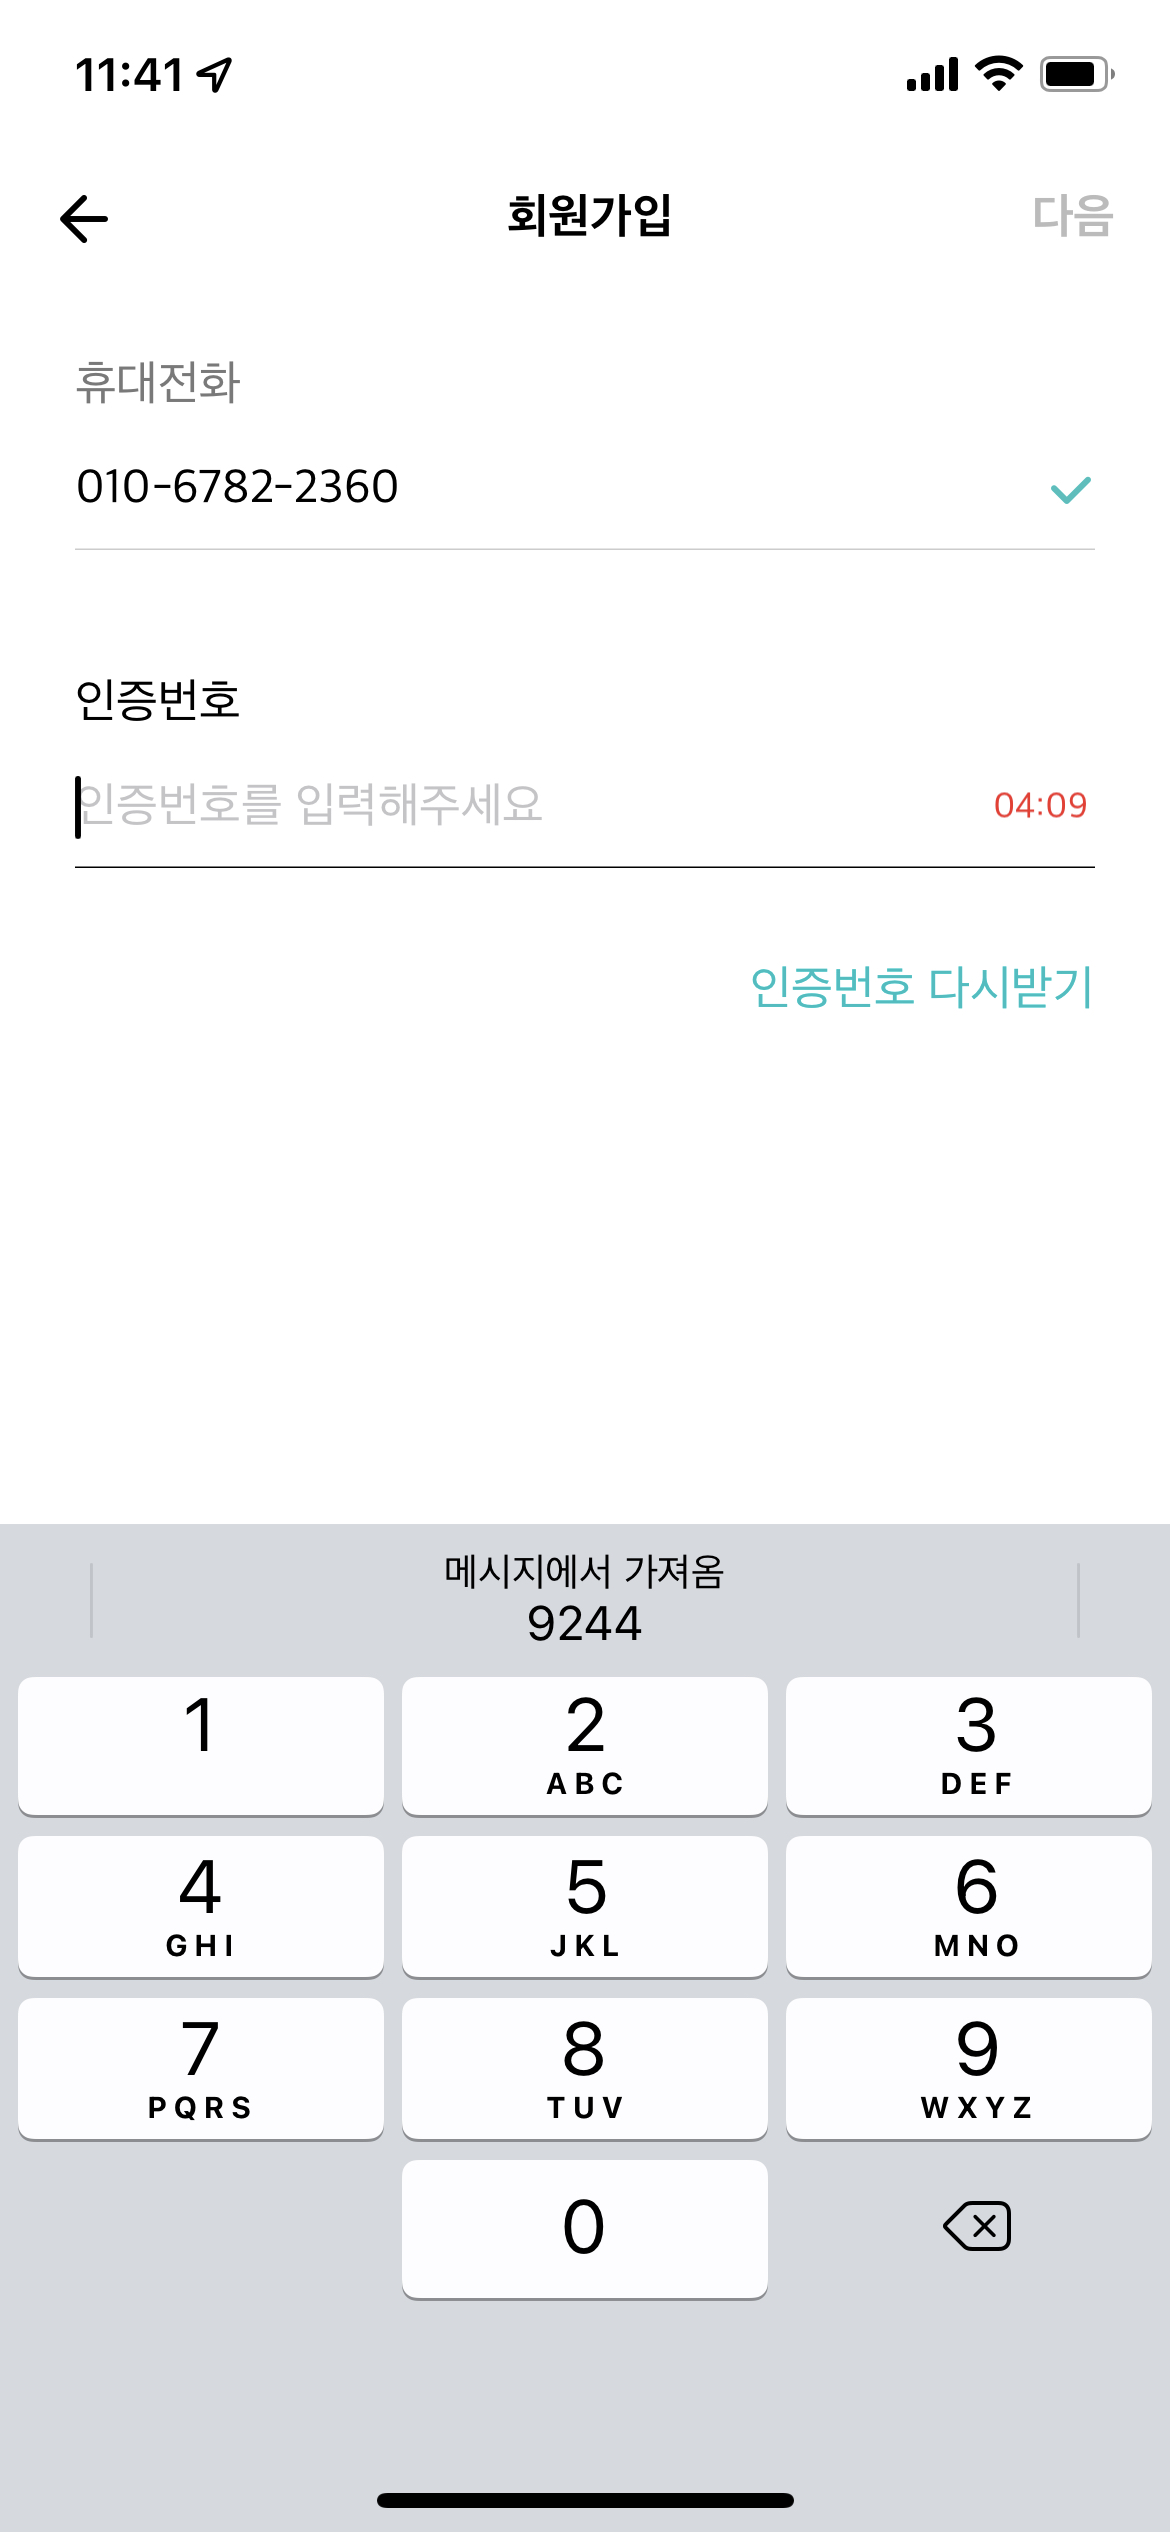 11:41
회원가입
다음
휴대전화
010-6782-2360
인증번호
인증번호를 입력해주세요
04:09
인증번호 다시받기
메시지에서 가져옴
9244
1
2
ABC
3
DEF
4
GHI
5
JKL
6
MNO
7
PQRS
8
TUV
9
WXYZ
0